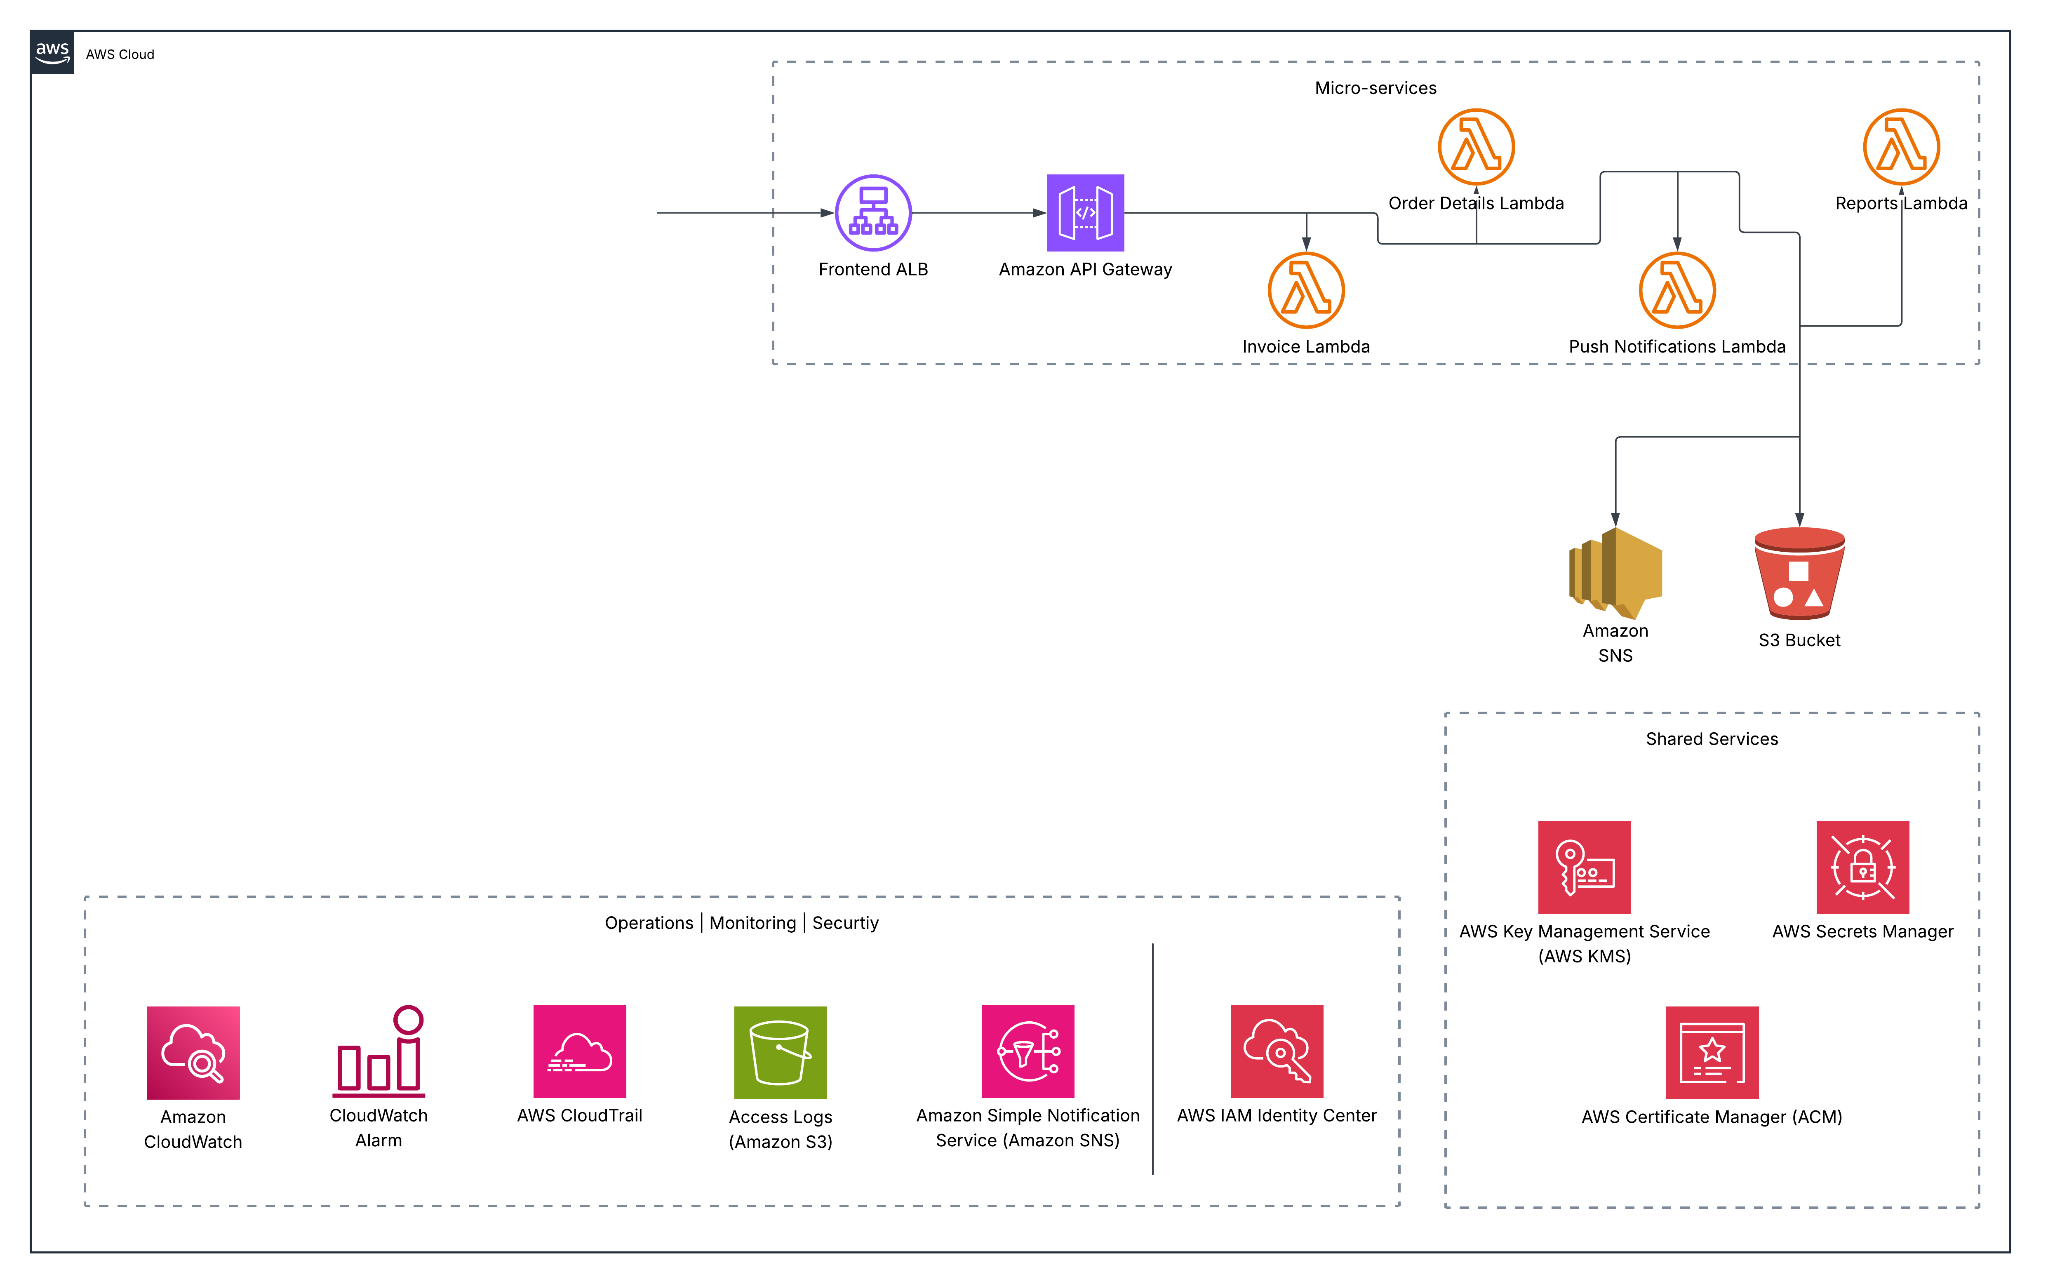 aws
AWS Cloud
Micro-services
Order Details Lambda
Reports Lambda
Frontend ALB
Amazon API Gateway
Invoice Lambda
Push Notifications Lambda
Amazon
SNS
S3 Bucket
Shared Services
AWS Key Management Service
(AWS KMS)
AWS Secrets Manager
AWS Certificate Manager (ACM)
Operations | Monitoring | Securtiy
Amazon
CloudWatch
CloudWatch
Alarm
AWS CloudTrail
Access Logs
(Amazon S3)
Amazon Simple Notification
Service (Amazon SNS)
AWS IAM Identity Center